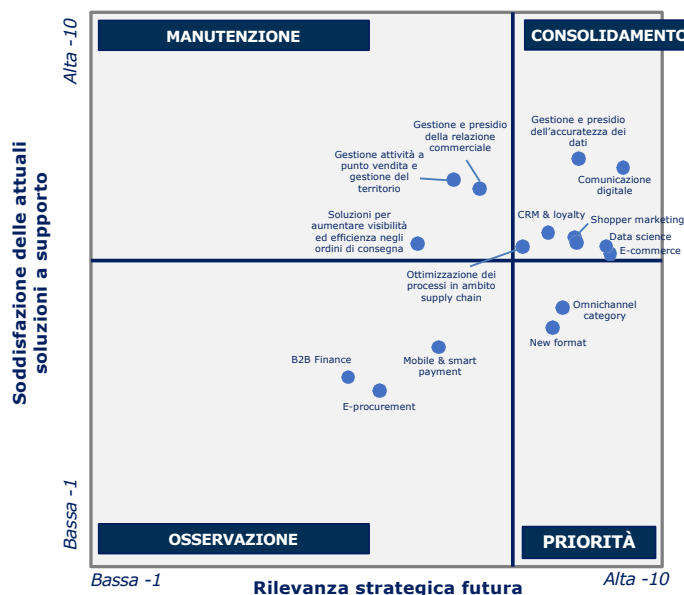 Alta -10
MANUTENZIONE
CONSOLIDAMENTO
Gestione e presidio
della relazione
commerciale
Gestione e presidio
dell'accuratezza dei
dati
Gestione attività a
punto vendita e
gestione del
territorio
Comunicazione
digitale
Soluzioni per
aumentare visibilità
ed efficienza negli
ordini di consegna
CRM & loyalty
Shopper marketing
Data science
E-commerce
Ottimizzazione dei
processi in ambito
supply chain
Soddisfazione delle attuali
soluzioni a supporto
Omnichannel
category
New format
B2B Finance
Mobile & smart
payment
E-procurement
Bassa -1
OSSERVAZIONE
PRIORITÀ
Bassa -1
Rilevanza strategica futura
Alta -10